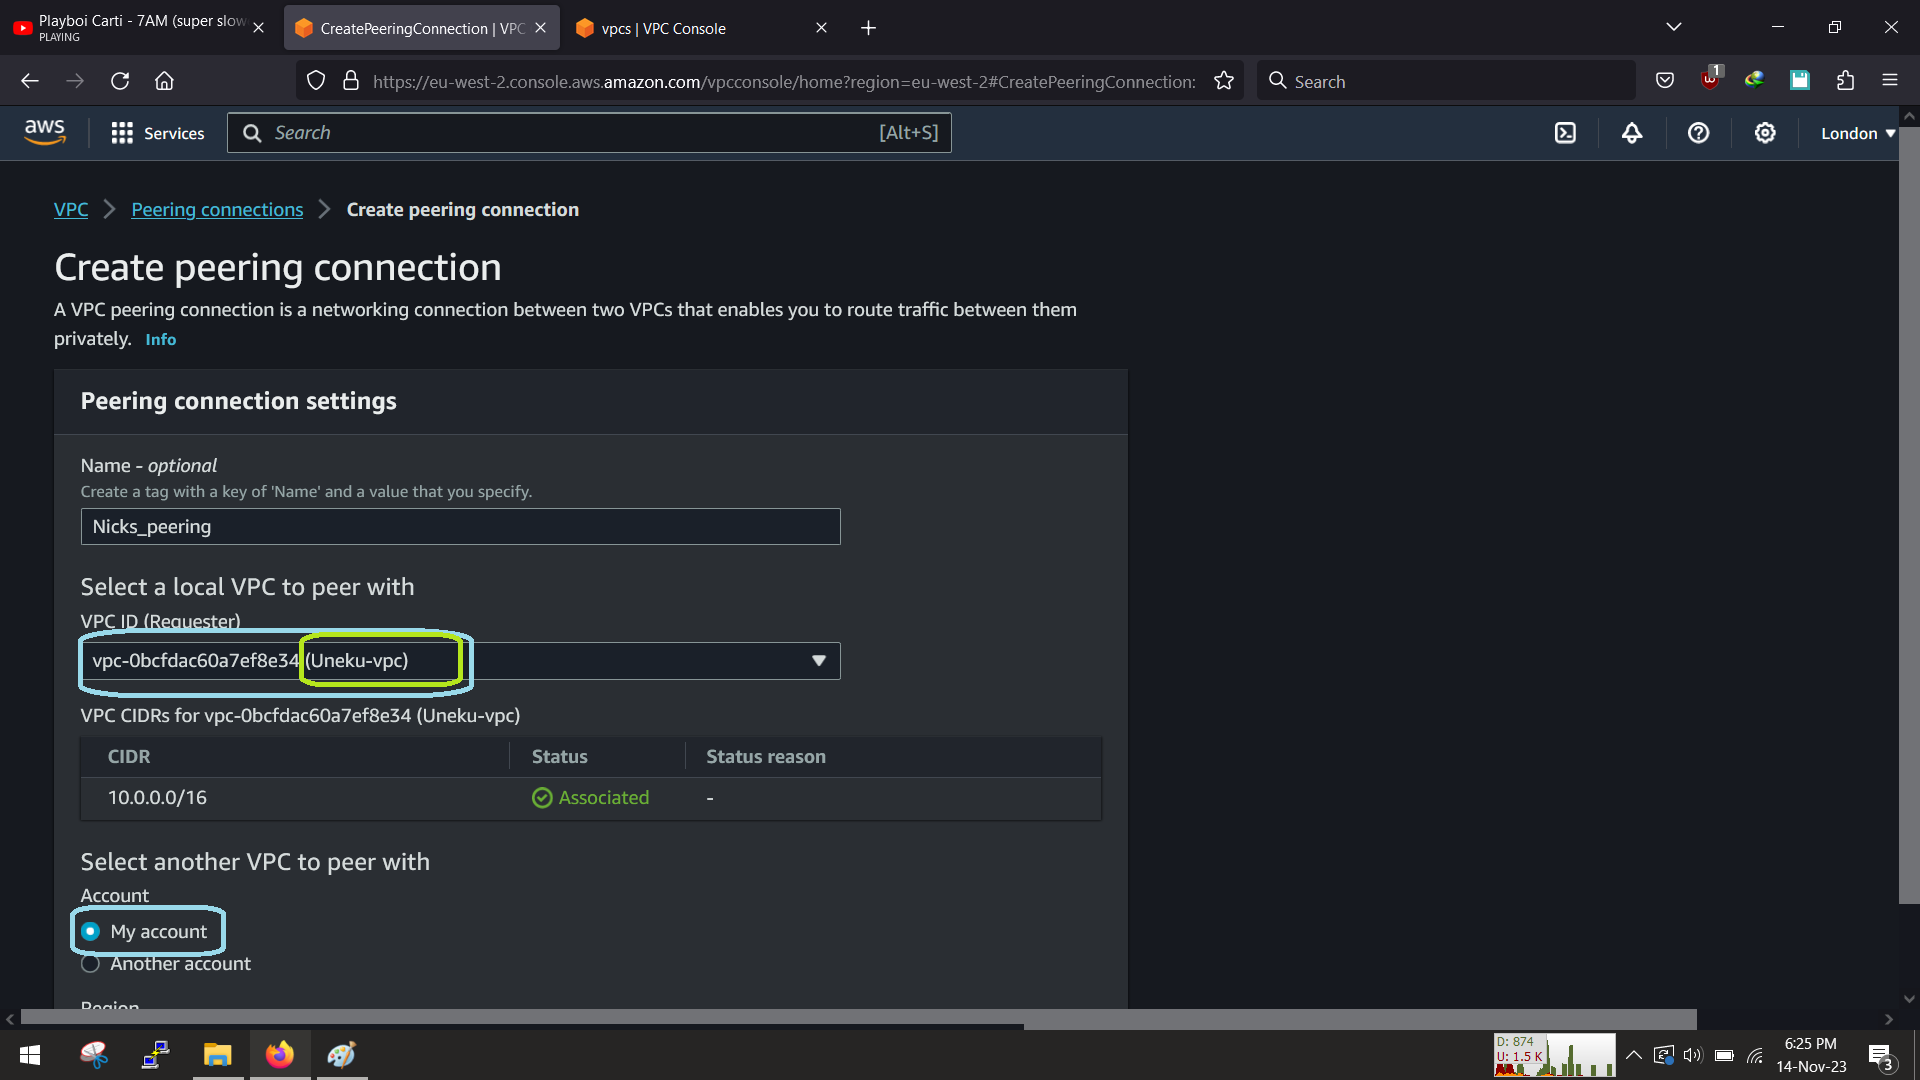 Playboi Carti - 7AM (super slow
PLAYING
CreatePeeringConnection | VPC
vpcs | VPC Console
https://eu-west-2.console.aws.amazon.com/vpcconsole/home?region=eu-west-2#CreatePeeringConnection:
Search
1
aws
Services
Search
[Alt+S]
London
VPC
Peering connections
Create peering connection
Create peering connection
A VPC peering connection is a networking connection between two VPCs that enables you to route traffic between them
privately. Info
Peering connection settings
Name - optional
Create a tag with a key of 'Name' and a value that you specify.
Nicks_peering
Select a local VPC to peer with
VPC ID (Requester)
vpc-0bcfdac60a7ef8e34 (Uneku-vpc)
VPC CIDRs for vpc-0bcfdac60a7ef8e34 (Uneku-vpc)
CIDR Status Status reason
10.0.0.0/16 Associated -
Select another VPC to peer with
Account
My account
Another account
Region
D: 874
U: 1.5 K
6:25 PM
14-Nov-23
3